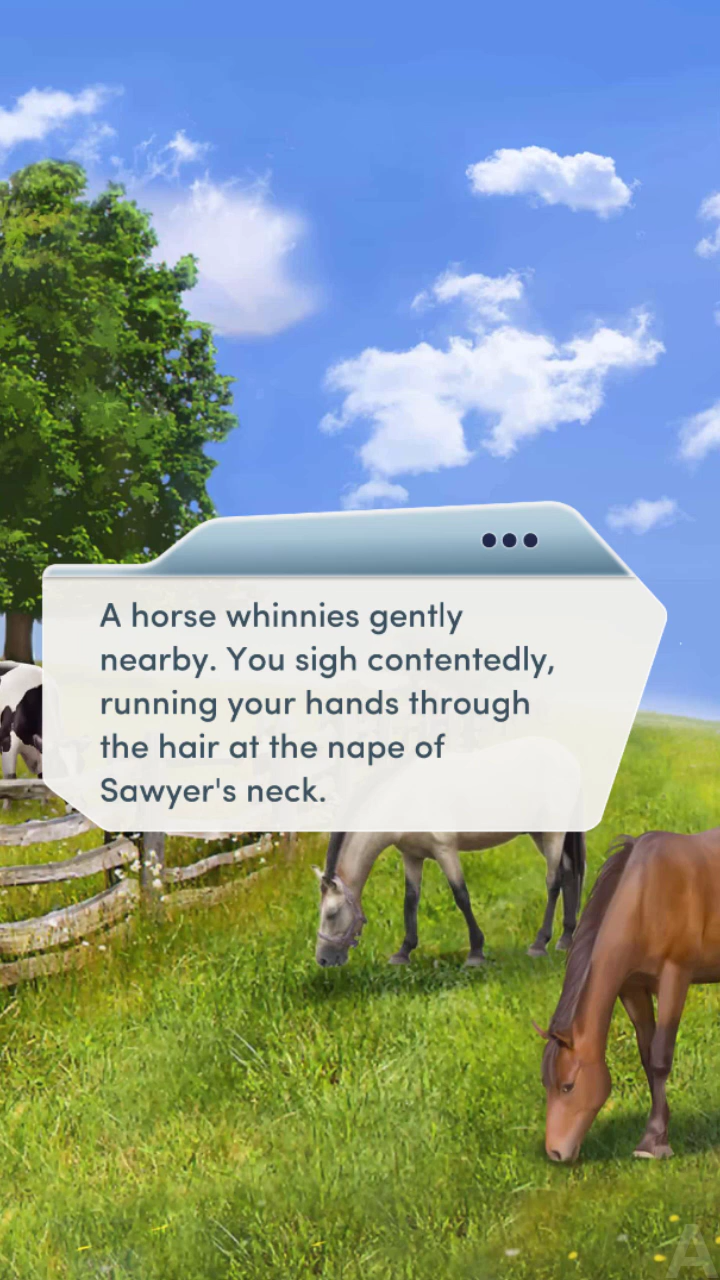 A horse whinnies gently
nearby. You sigh contentedly,
running your hands through
the hair at the nape of
Sawyer's neck.
A